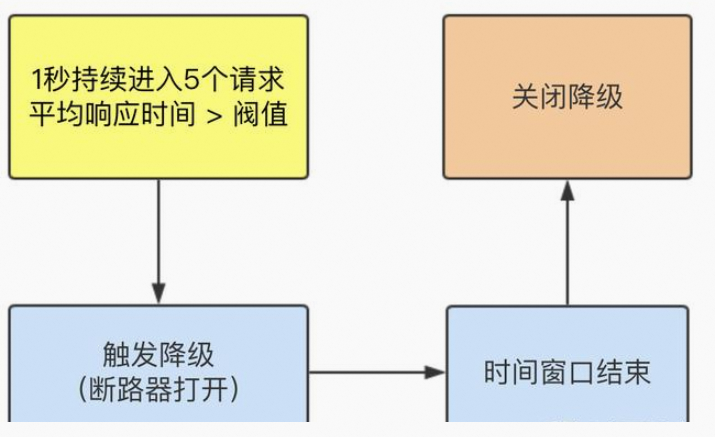 1秒持续进入5个请求
平均响应时间 > 阀值
关闭降级
触发降级
(断路器打开)
时间窗口结束